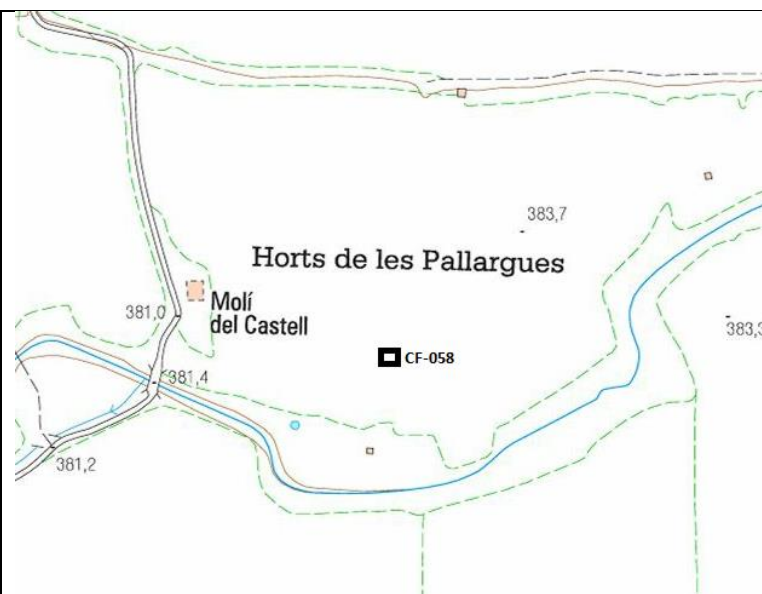 383,7
Horts de les Pallargues
Molí
del Castell
381,0
383,3
CF-058
381,4
381,2